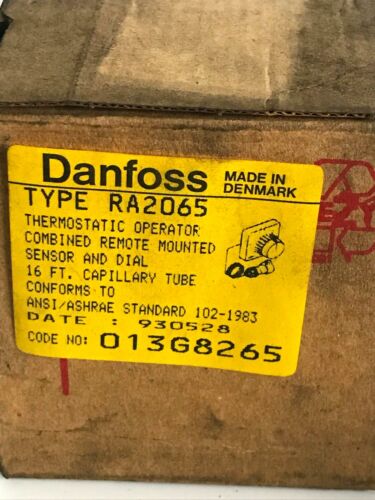 Danfoss MADE IN DENMARK
TYPE RA2065
THERMOSTATIC OPERATOR
COMBINED REMOTE MOUNTED
SENSOR AND DIAL
16 FT. CAPILLARY TUBE
CONFORMS TO
ANSI/ASHRAE STANDARD 102-1983
DATE : 930528
CODE NO: 013G8265